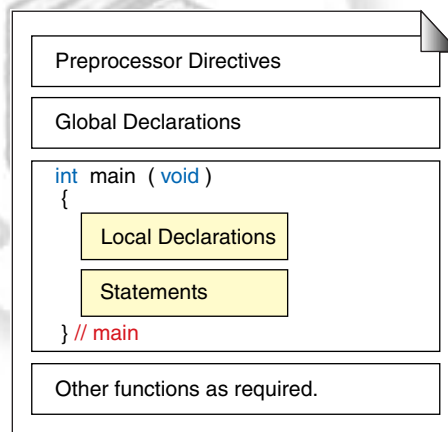 Preprocessor Directives
Global Declarations
int main ( void )
{
Local Declarations
Statements
} // main
Other functions as required.